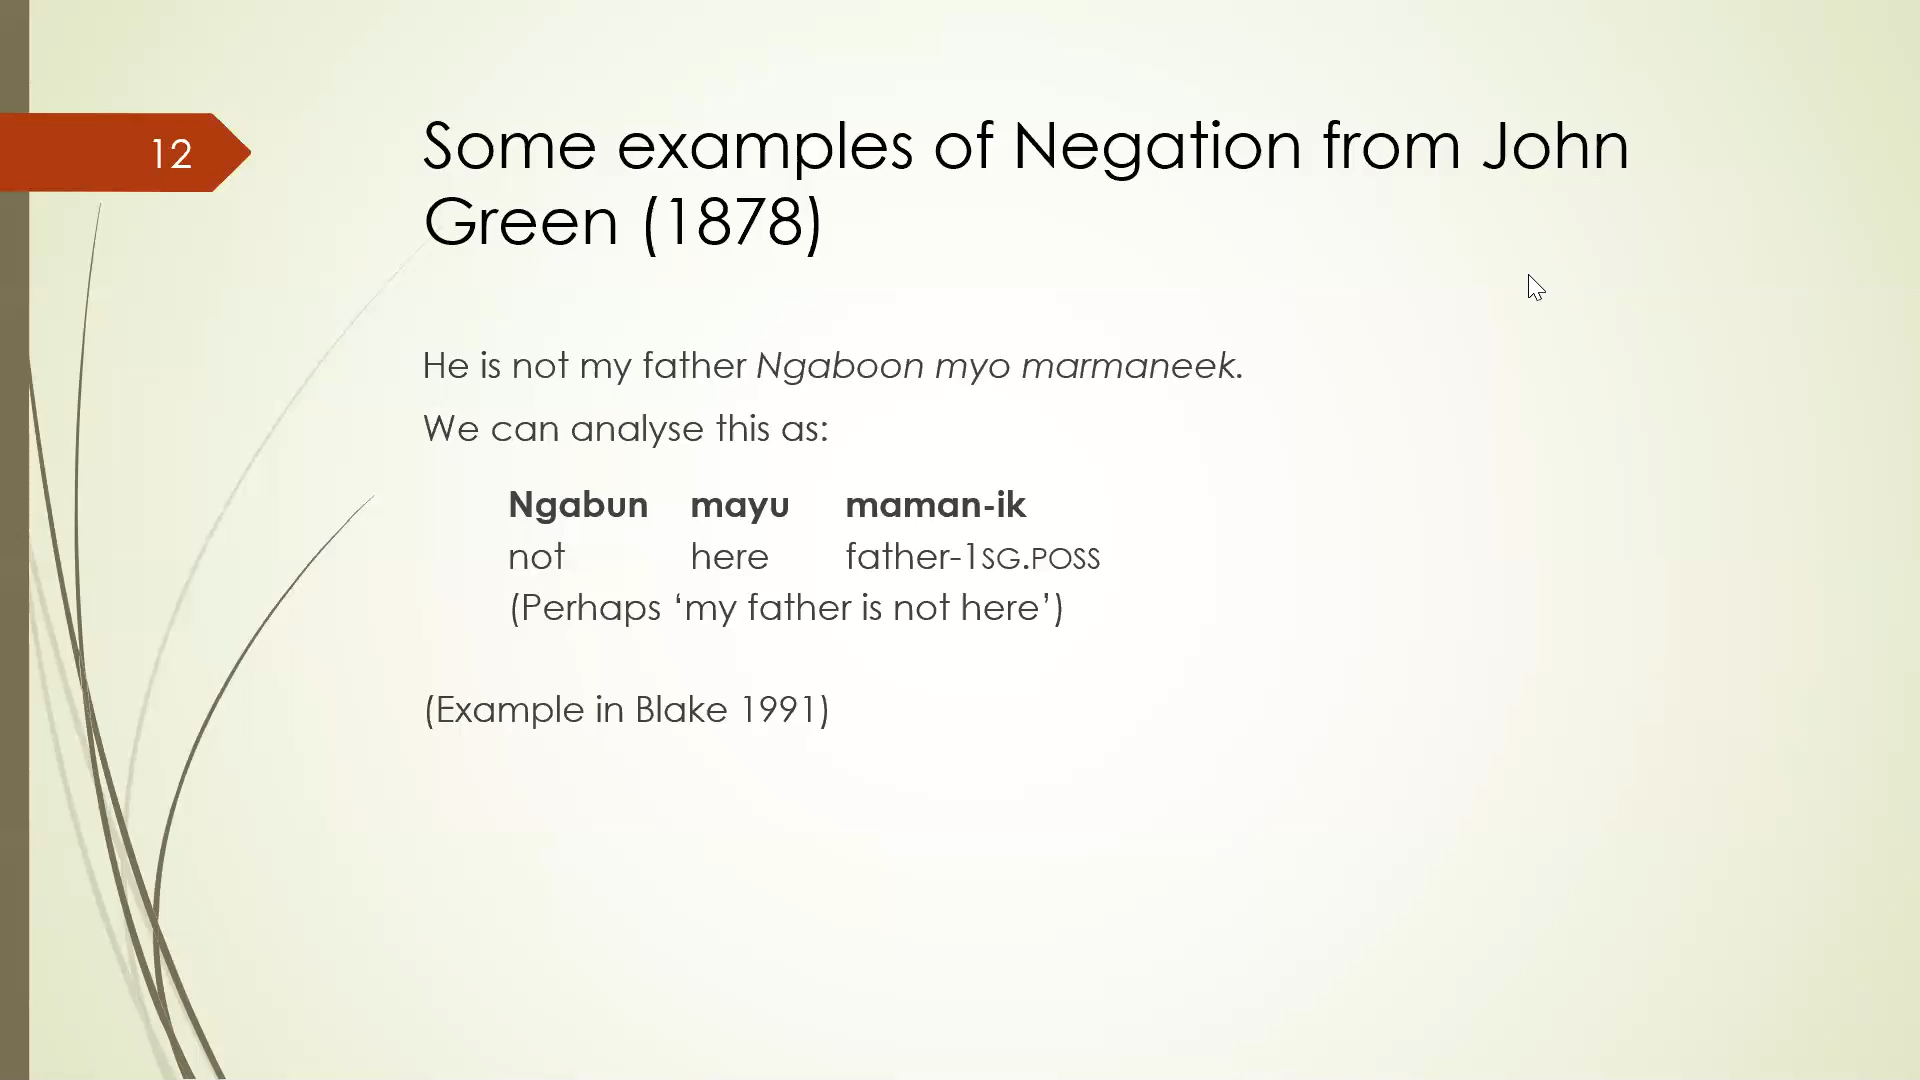 12
Some examples of Negation from John
Green (1878)
He is not my father Ngaboon myo marmaneek.
We can analyse this as:
Ngabun mayu maman-ik
not here father-1SG.POSS
(Perhaps ‘my father is not here’)
(Example in Blake 1991)